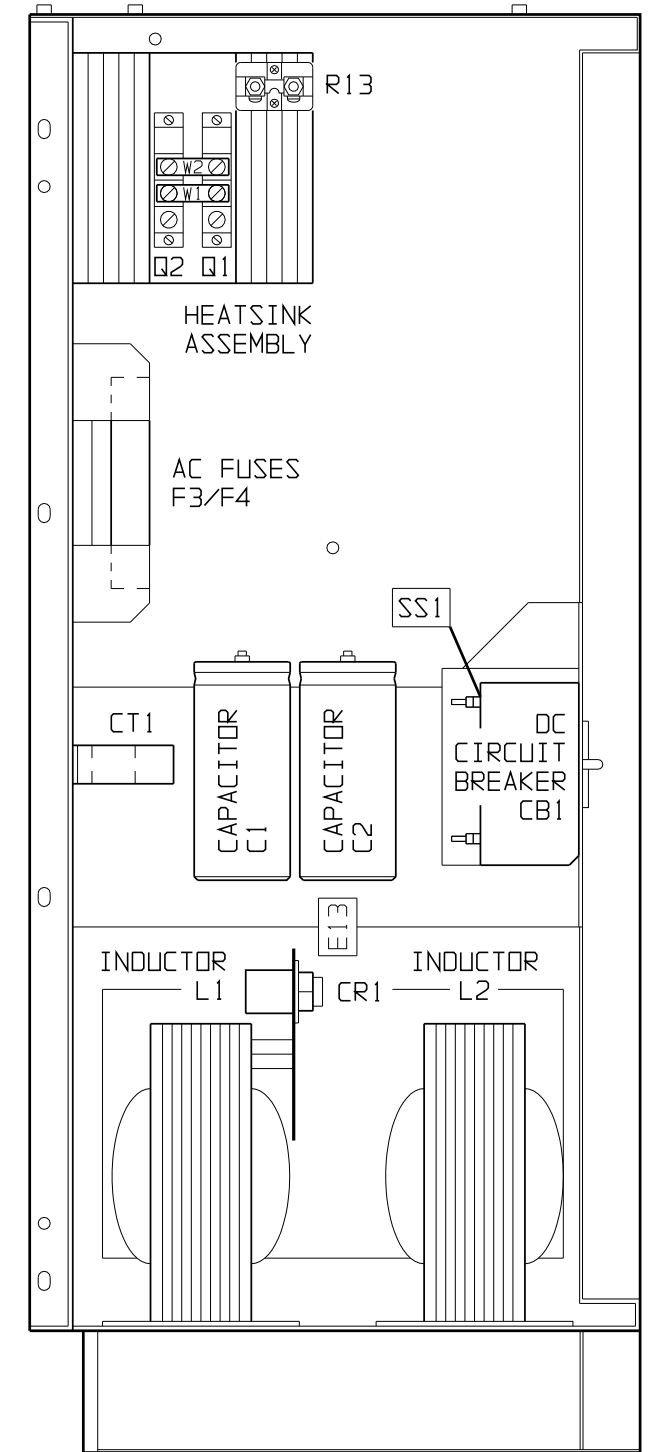 R13
W2
W1
Q2 Q1
HEATSINK
ASSEMBLY
AC FUSES
F3/F4
SS1
CT1
CAPACITOR
C1
CAPACITOR
C2
DC
CIRCUIT
BREAKER
CB1
E13
INDUCTOR
L1
CR1
INDUCTOR
L2